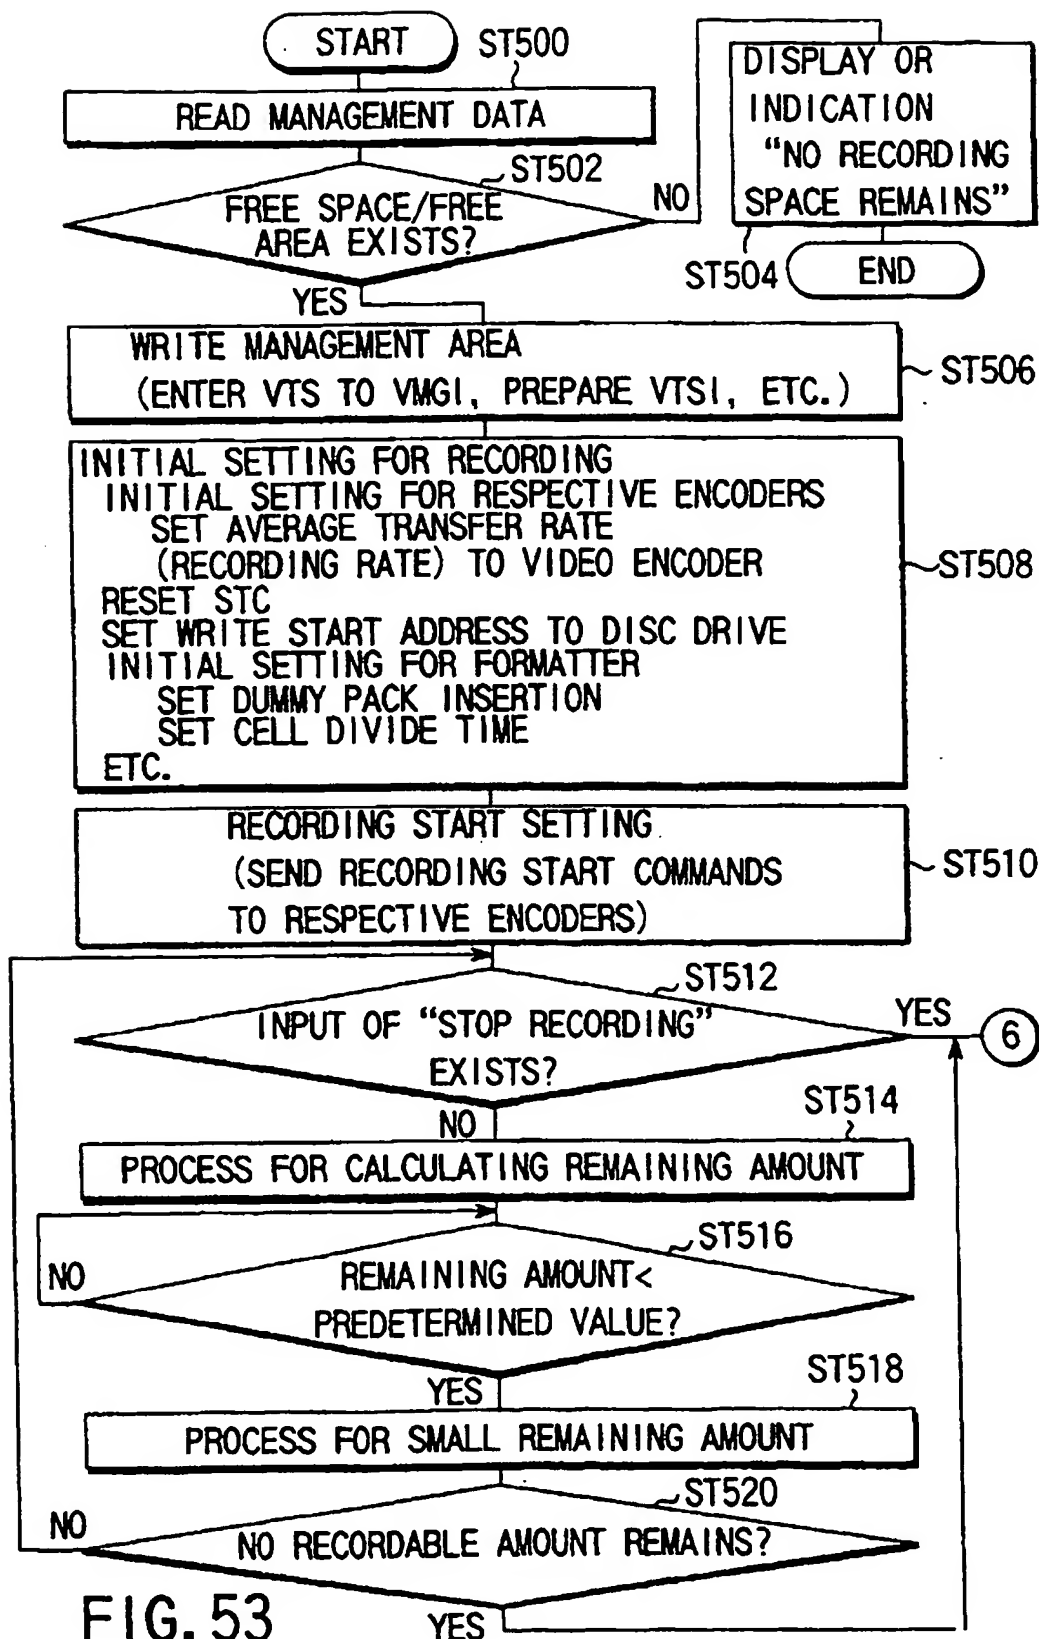 START
ST500
READ MANAGEMENT DATA
ST502
FREE SPACE/FREE
AREA EXISTS?
NO
DISPLAY OR
INDICATION
"NO RECORDING
SPACE REMAINS"
ST504
END
YES
WRITE MANAGEMENT AREA
(ENTER VTS TO VMGI, PREPARE VTSI, ETC.)
ST506
INITIAL SETTING FOR RECORDING
INITIAL SETTING FOR RESPECTIVE ENCODERS
SET AVERAGE TRANSFER RATE
(RECORDING RATE) TO VIDEO ENCODER
RESET STC
SET WRITE START ADDRESS TO DISC DRIVE
INITIAL SETTING FOR FORMATTER
SET DUMMY PACK INSERTION
SET CELL DIVIDE TIME
ETC.
ST508
RECORDING START SETTING
(SEND RECORDING START COMMANDS
TO RESPECTIVE ENCODERS)
ST510
ST512
INPUT OF "STOP RECORDING"
EXISTS?
YES
6
NO
ST514
PROCESS FOR CALCULATING REMAINING AMOUNT
ST516
NO
REMAINING AMOUNT<
PREDETERMINED VALUE?
YES
ST518
PROCESS FOR SMALL REMAINING AMOUNT
ST520
NO
NO RECORDABLE AMOUNT REMAINS?
YES
FIG. 53